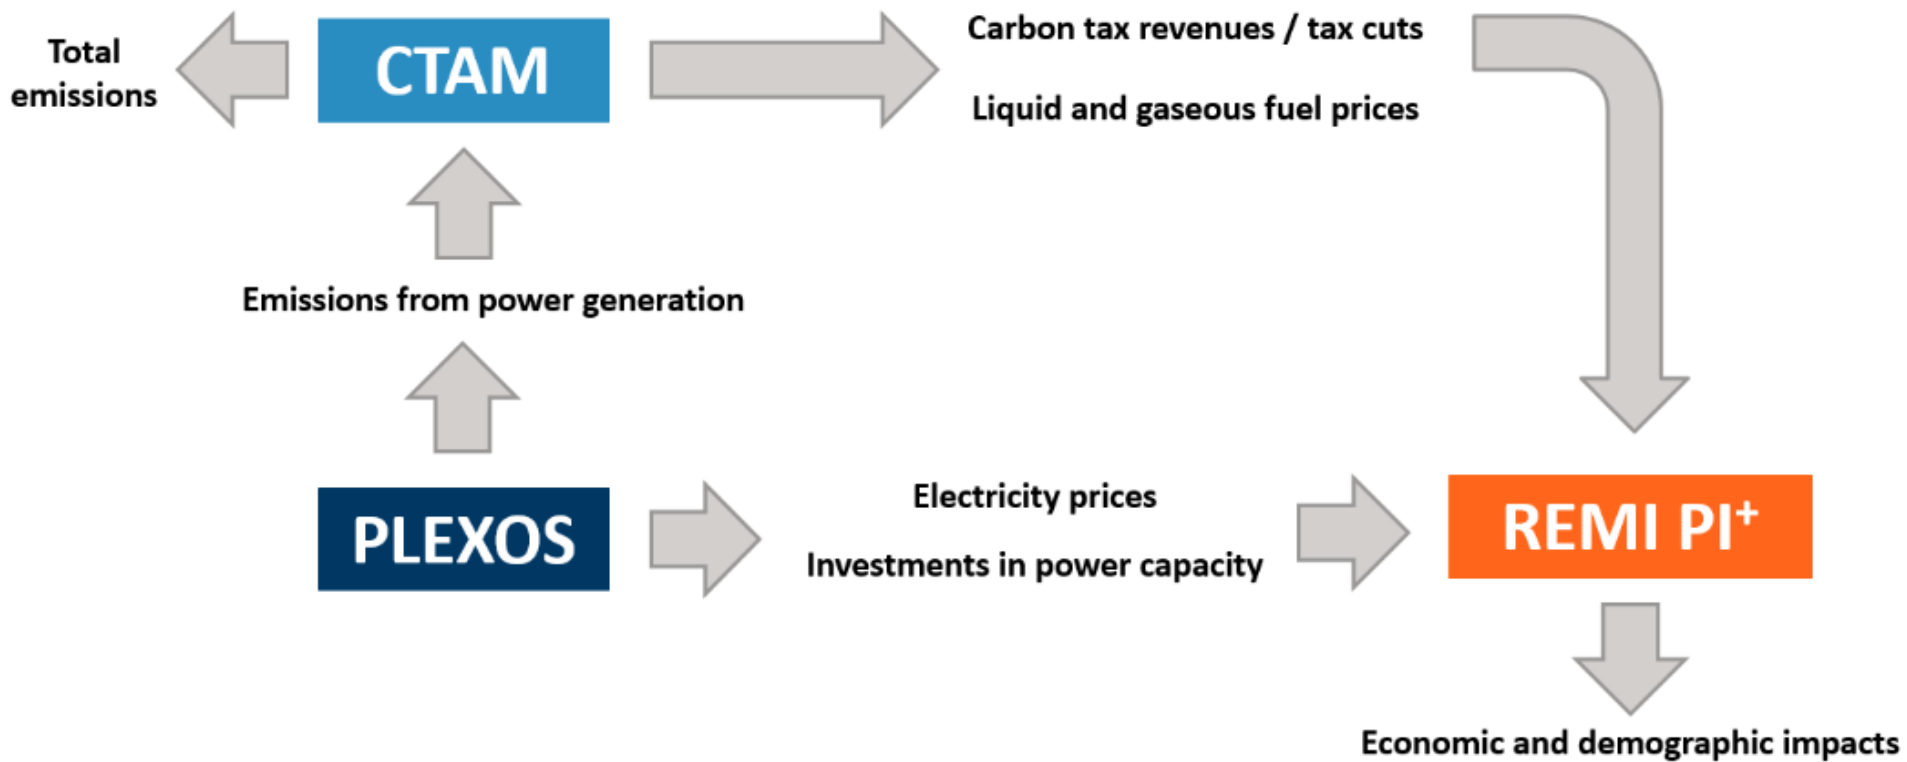 Total
emissions
CTAM
Carbon tax revenues / tax cuts
Liquid and gaseous fuel prices
Emissions from power generation
PLEXOS
Electricity prices
Investments in power capacity
REMI PI⁺
Economic and demographic impacts